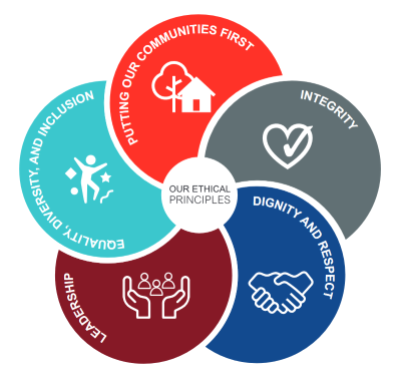 PUTTING OUR COMMUNITIES FIRST
INTEGRITY
DIGNITY AND RESPECT
LEADERSHIP
EQUALITY, DIVERSITY, AND INCLUSION
OUR ETHICAL
PRINCIPLES